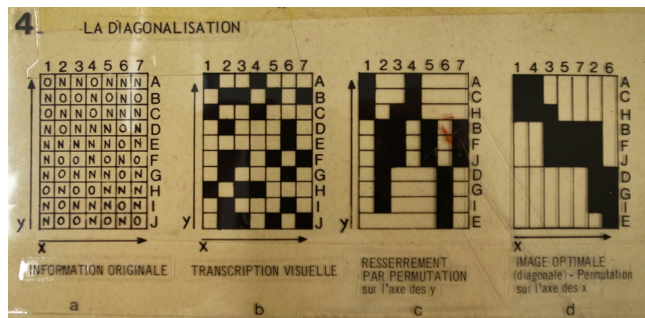 4 - LA DIAGONALISATION
1 2 3 4 5 6 7
O N N O N N N A
N O O N O N O B
O N N O N N N C
N O N N N O N D
N N N N N O N E
N O O N O N O F
N O N N N O N G
O N O O N N N H
N O N N N O N I
N O O N O N O J
y
x
INFORMATION ORIGINALE
a
1 2 3 4 5 6 7
A
B
C
D
E
F
G
H
I
J
y
x
TRANSCRIPTION VISUELLE
b
1 2 3 4 5 6 7
A
C
H
B
F
J
D
G
I
E
y
x
RESSERREMENT
PAR PERMUTATION
sur l'axe des y
c
1 4 3 5 7 2 6
A
C
H
B
F
J
D
G
I
E
x
IMAGE OPTIMALE
(diagonale) - Permutation
sur l'axe des x
d